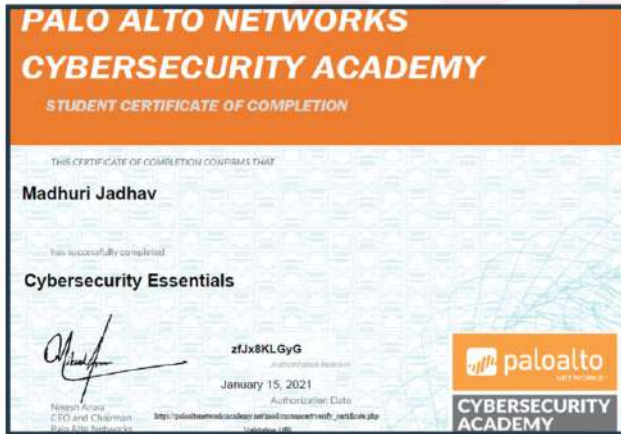 PALO ALTO NETWORKS
CYBERSECURITY ACADEMY
STUDENT CERTIFICATE OF COMPLETION
THIS CERTIFICATE OF COMPLETION CONFIRMS THAT
Madhuri Jadhav
has successfully completed
Cybersecurity Essentials
zfJx8KLGyG
Authorization Number
January 15, 2021
Authorization Date
Nikesh Arora
CEO and Chairman
Palo Alto Networks
Validation URL
paloalto
NETWORKS
CYBERSECURITY
ACADEMY